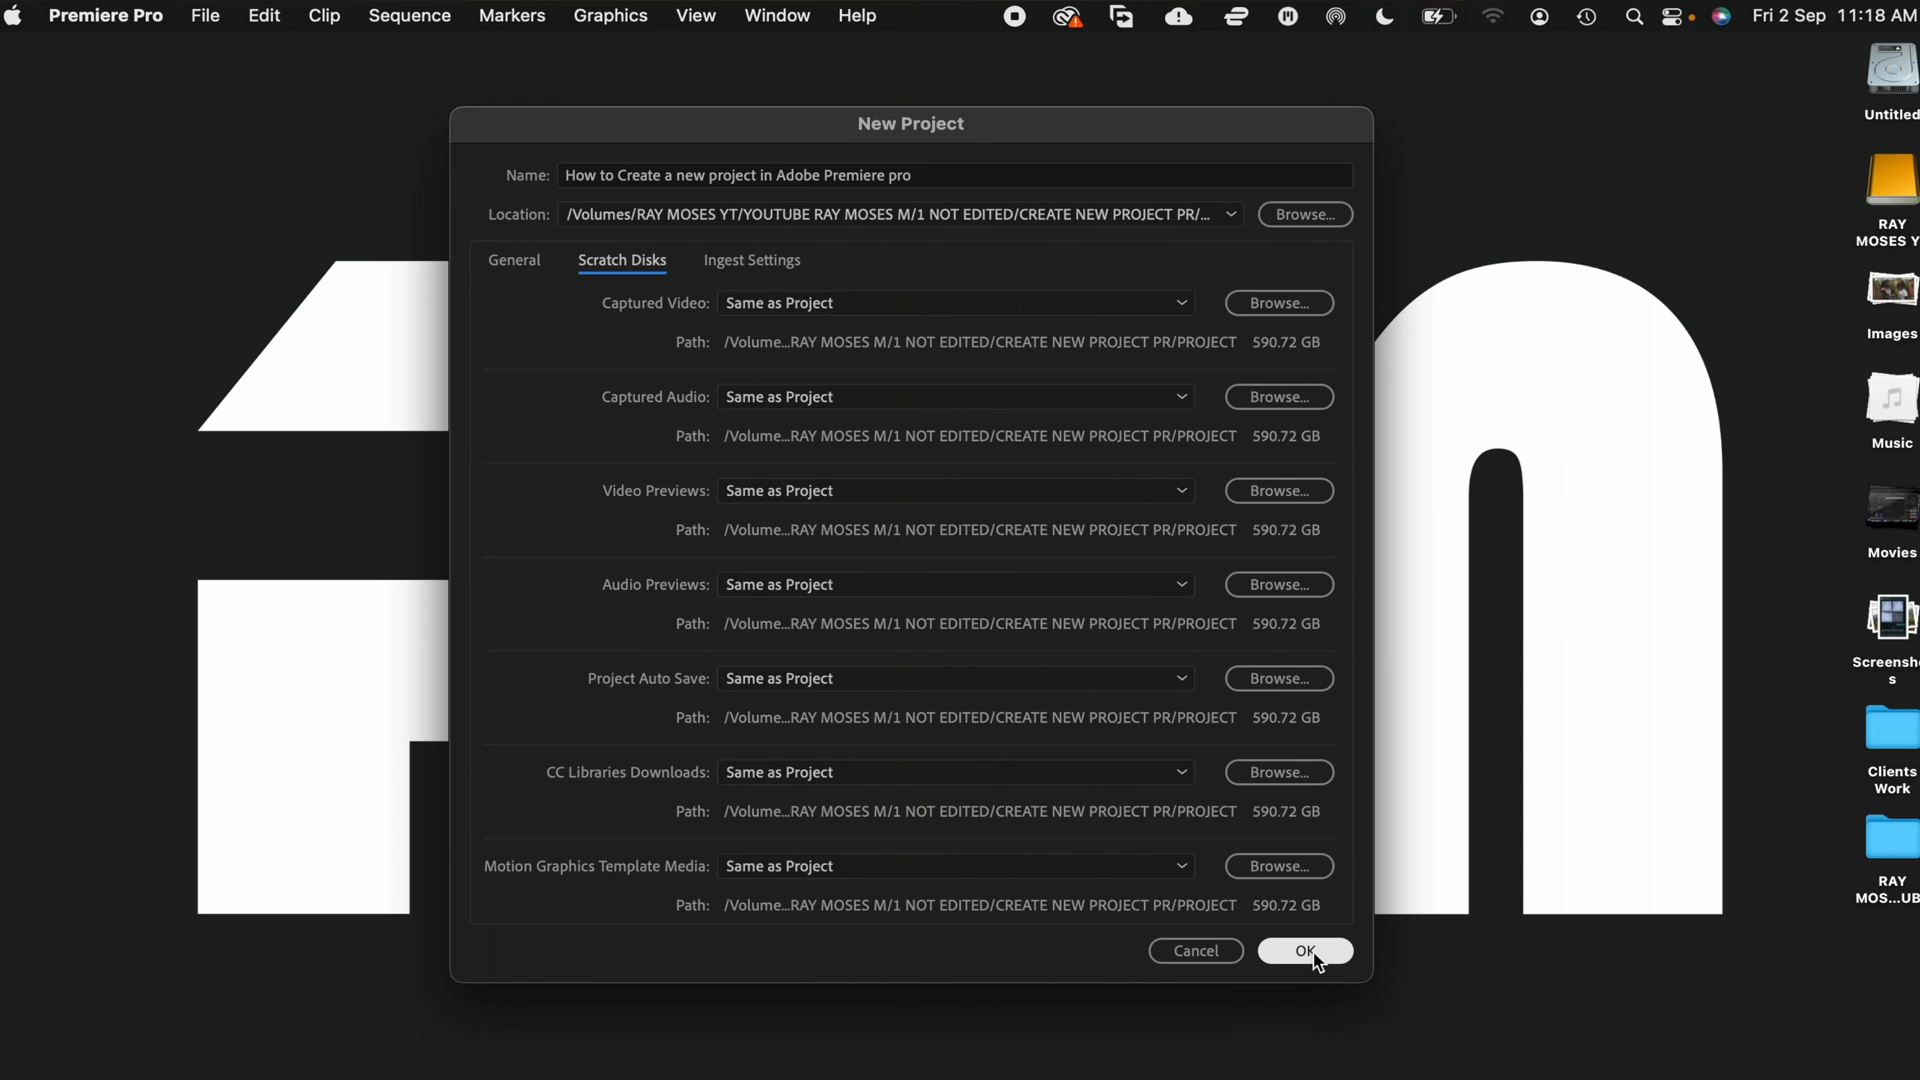 Premiere Pro File Edit Clip Sequence Markers Graphics View Window Help Fri 2 Sep 11:18 AM
New Project
Name: How to Create a new project in Adobe Premiere pro
Location: /Volumes/RAY MOSES YT/YOUTUBE RAY MOSES M/1 NOT EDITED/CREATE NEW PROJECT PR/... Browse...
General Scratch Disks Ingest Settings
Captured Video: Same as Project Browse...
Path: /Volume...RAY MOSES M/1 NOT EDITED/CREATE NEW PROJECT PR/PROJECT 590.72 GB
Captured Audio: Same as Project Browse...
Path: /Volume...RAY MOSES M/1 NOT EDITED/CREATE NEW PROJECT PR/PROJECT 590.72 GB
Video Previews: Same as Project Browse...
Path: /Volume...RAY MOSES M/1 NOT EDITED/CREATE NEW PROJECT PR/PROJECT 590.72 GB
Audio Previews: Same as Project Browse...
Path: /Volume...RAY MOSES M/1 NOT EDITED/CREATE NEW PROJECT PR/PROJECT 590.72 GB
Project Auto Save: Same as Project Browse...
Path: /Volume...RAY MOSES M/1 NOT EDITED/CREATE NEW PROJECT PR/PROJECT 590.72 GB
CC Libraries Downloads: Same as Project Browse...
Path: /Volume...RAY MOSES M/1 NOT EDITED/CREATE NEW PROJECT PR/PROJECT 590.72 GB
Motion Graphics Template Media: Same as Project Browse...
Path: /Volume...RAY MOSES M/1 NOT EDITED/CREATE NEW PROJECT PR/PROJECT 590.72 GB
Cancel OK
Untitled
RAY
MOSES Y
Images
Music
Movies
Screensh
s
Clients
Work
RAY
MOS...UB